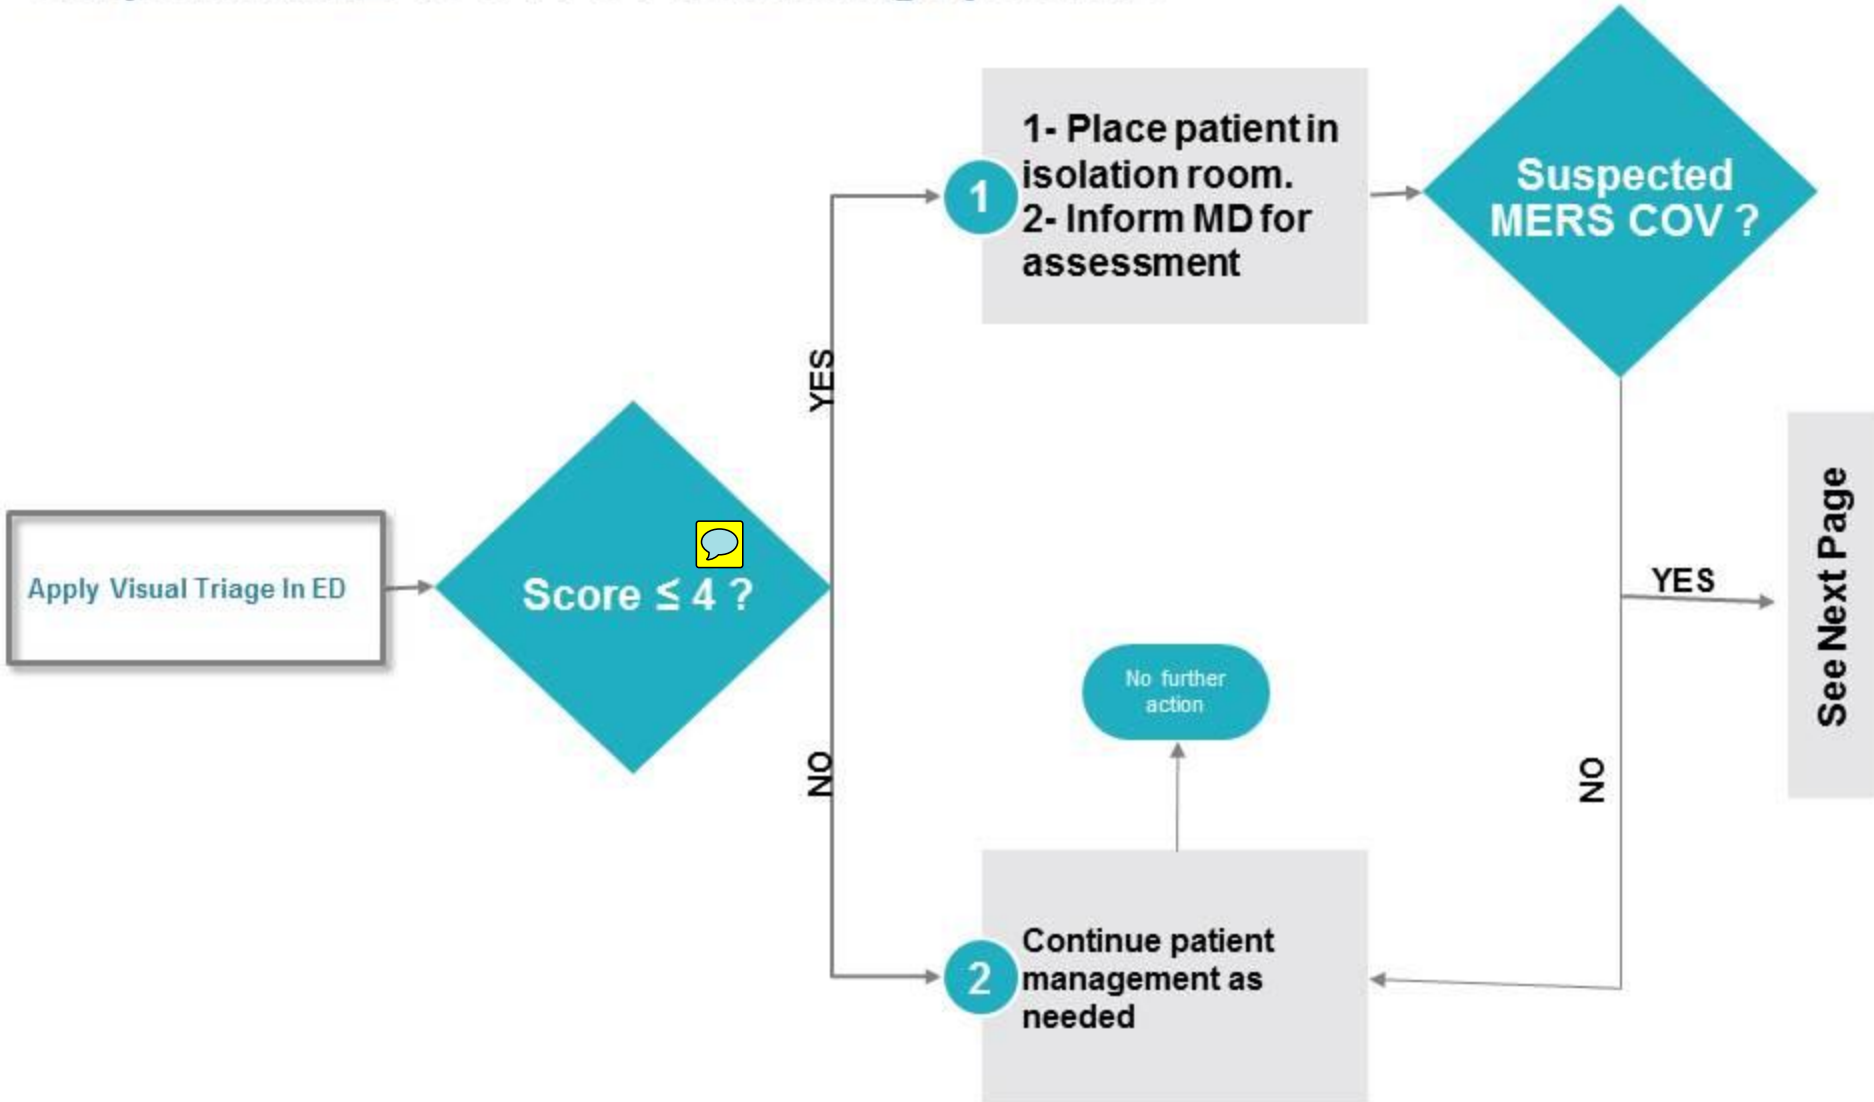 Apply Visual Triage In ED
Score ≤ 4 ?
YES
NO
1
1- Place patient in
isolation room.
2- Inform MD for
assessment
Suspected
MERS COV ?
YES
See Next Page
NO
No further
action
2
Continue patient
management as
needed